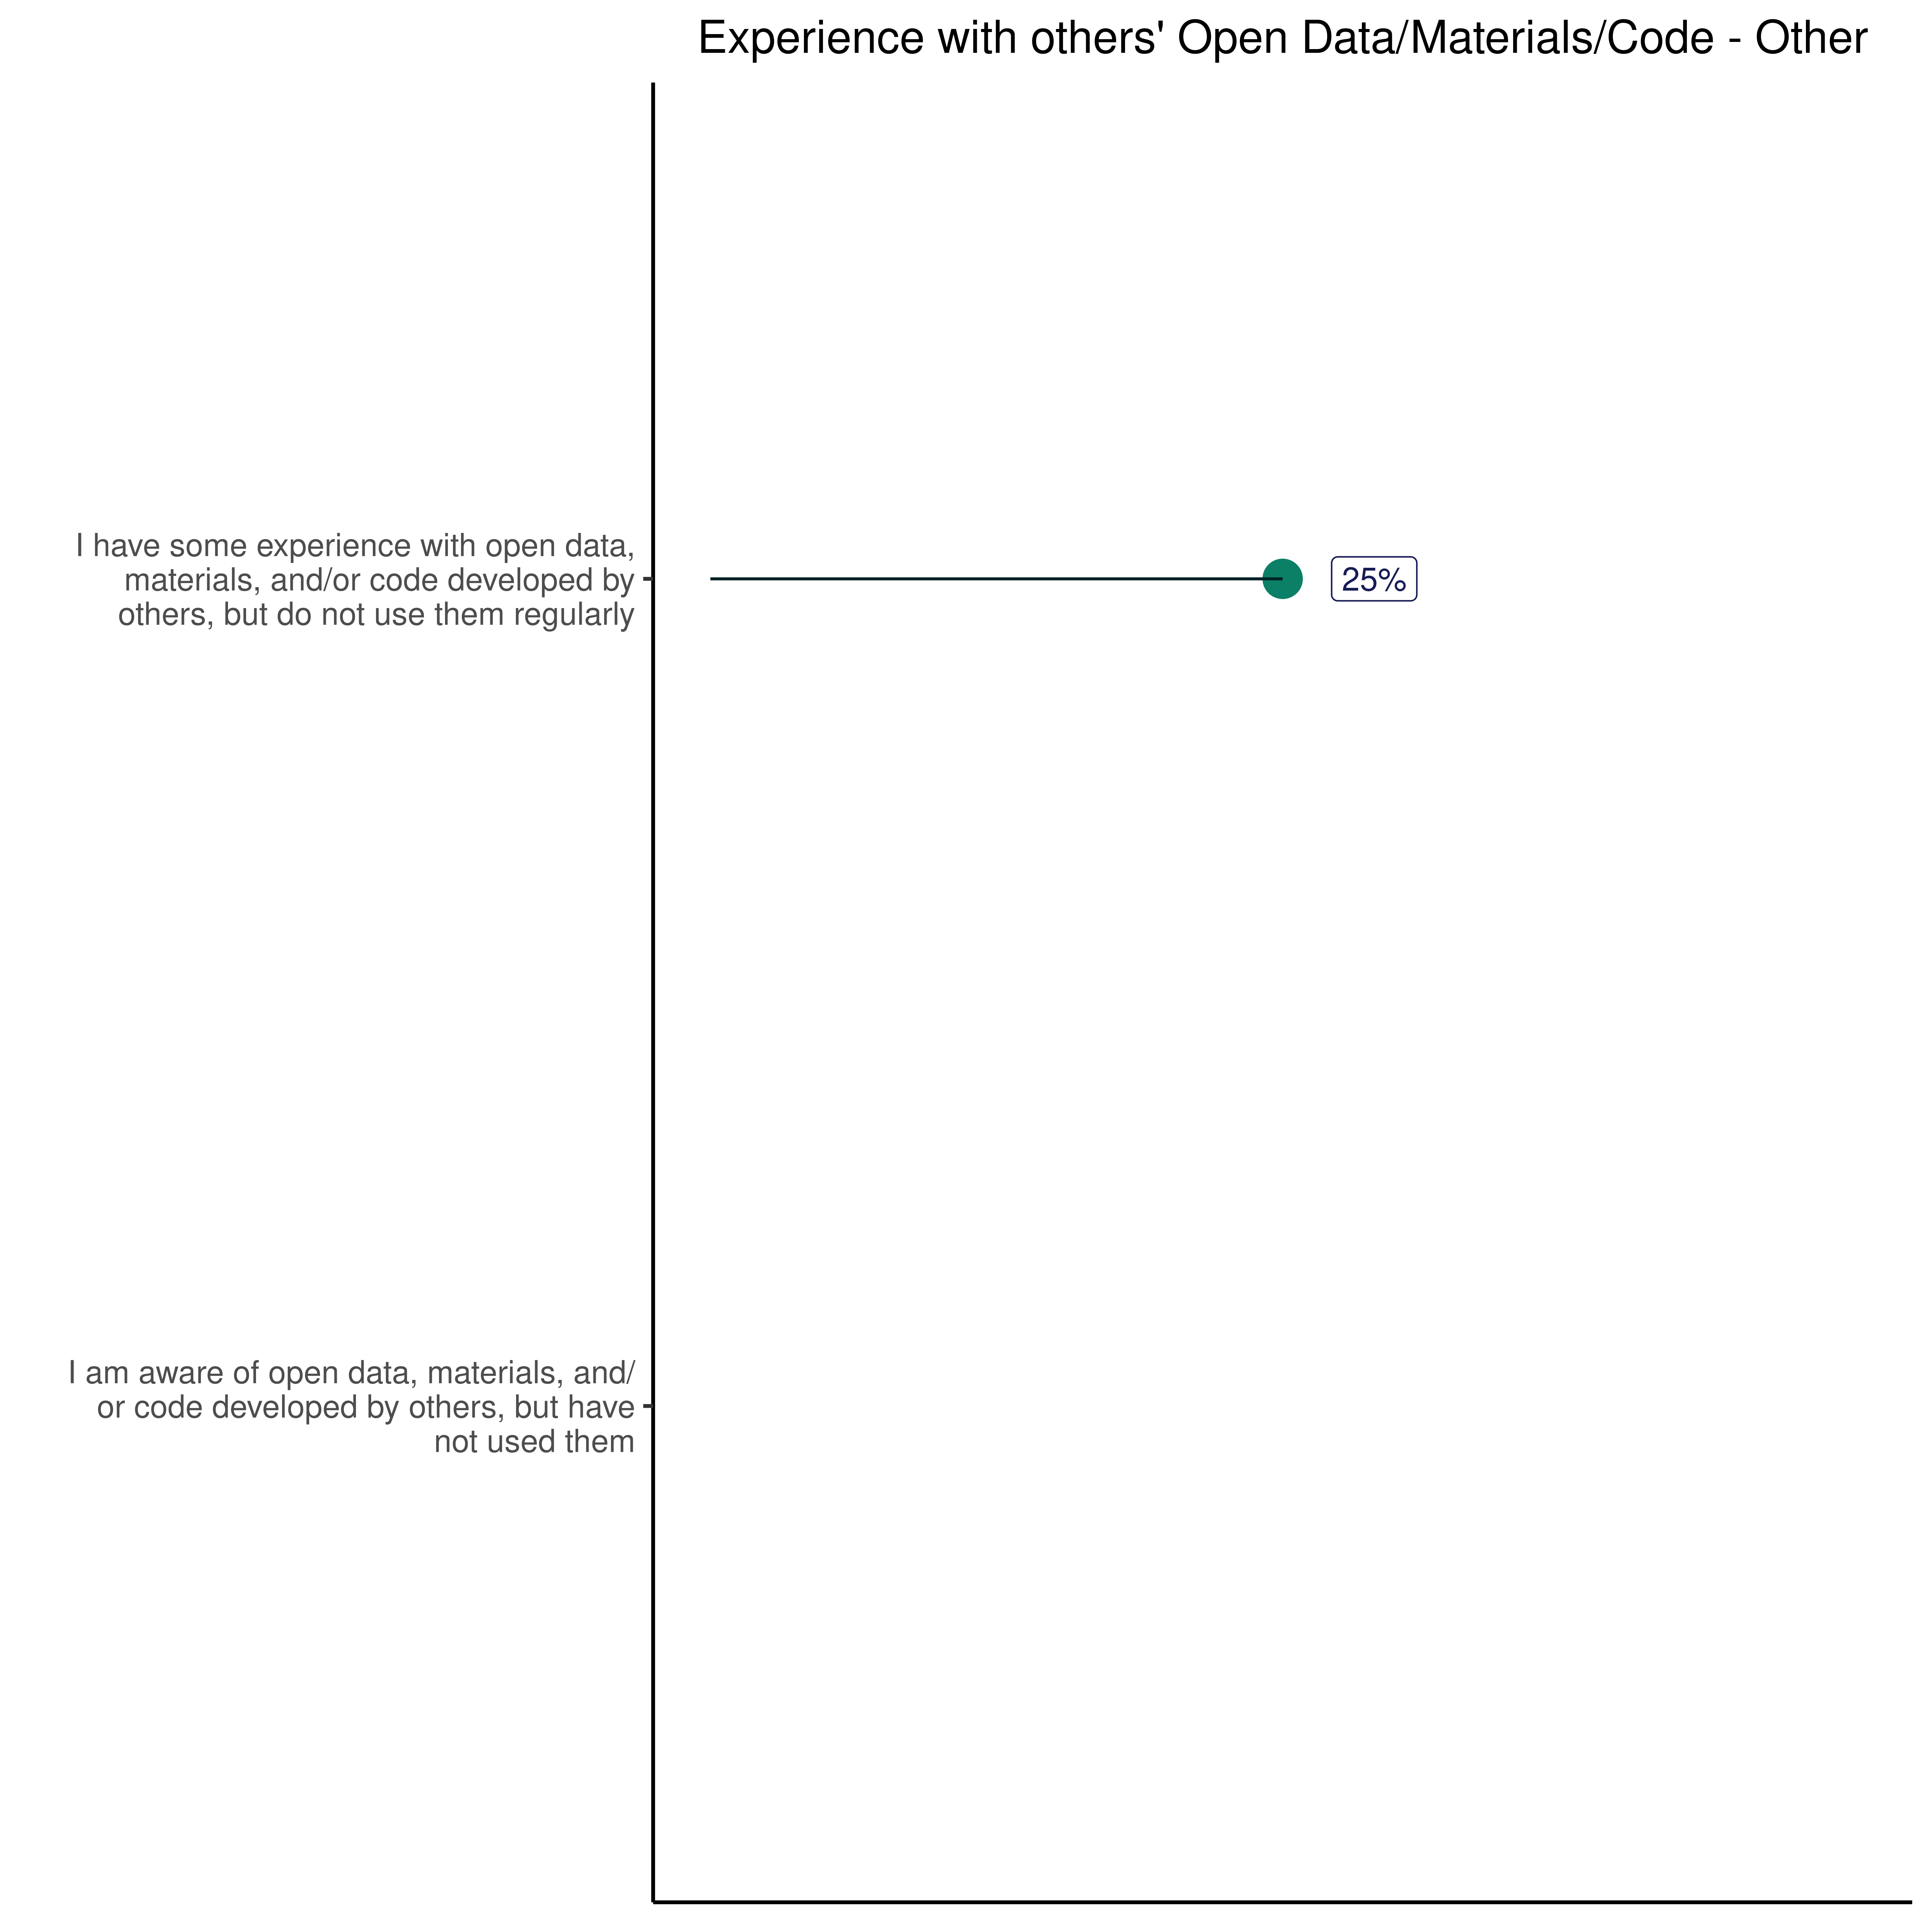 Experience with others' Open Data/Materials/Code - Other
I have some experience with open data,
materials, and/or code developed by
others, but do not use them regularly
25%
I am aware of open data, materials, and/
or code developed by others, but have
not used them